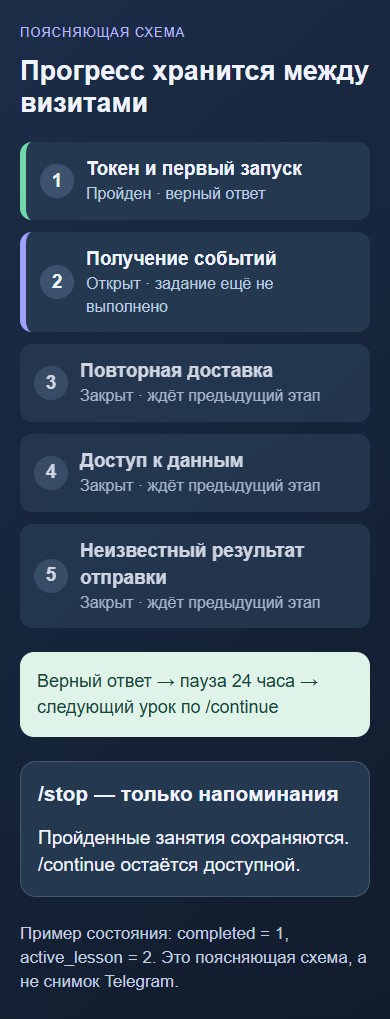 ПОЯСНЯЮЩАЯ СХЕМА
Прогресс хранится между
визитами
1
Токен и первый запуск
Пройден · верный ответ
2
Получение событий
Открыт · задание ещё не
выполнено
3
Повторная доставка
Закрыт · ждёт предыдущий этап
4
Доступ к данным
Закрыт · ждёт предыдущий этап
5
Неизвестный результат
отправки
Закрыт · ждёт предыдущий этап
Верный ответ → пауза 24 часа →
следующий урок по /continue
/stop — только напоминания
Пройденные занятия сохраняются.
/continue остаётся доступной.
Пример состояния: completed = 1,
active_lesson = 2. Это поясняющая схема, а
не снимок Telegram.